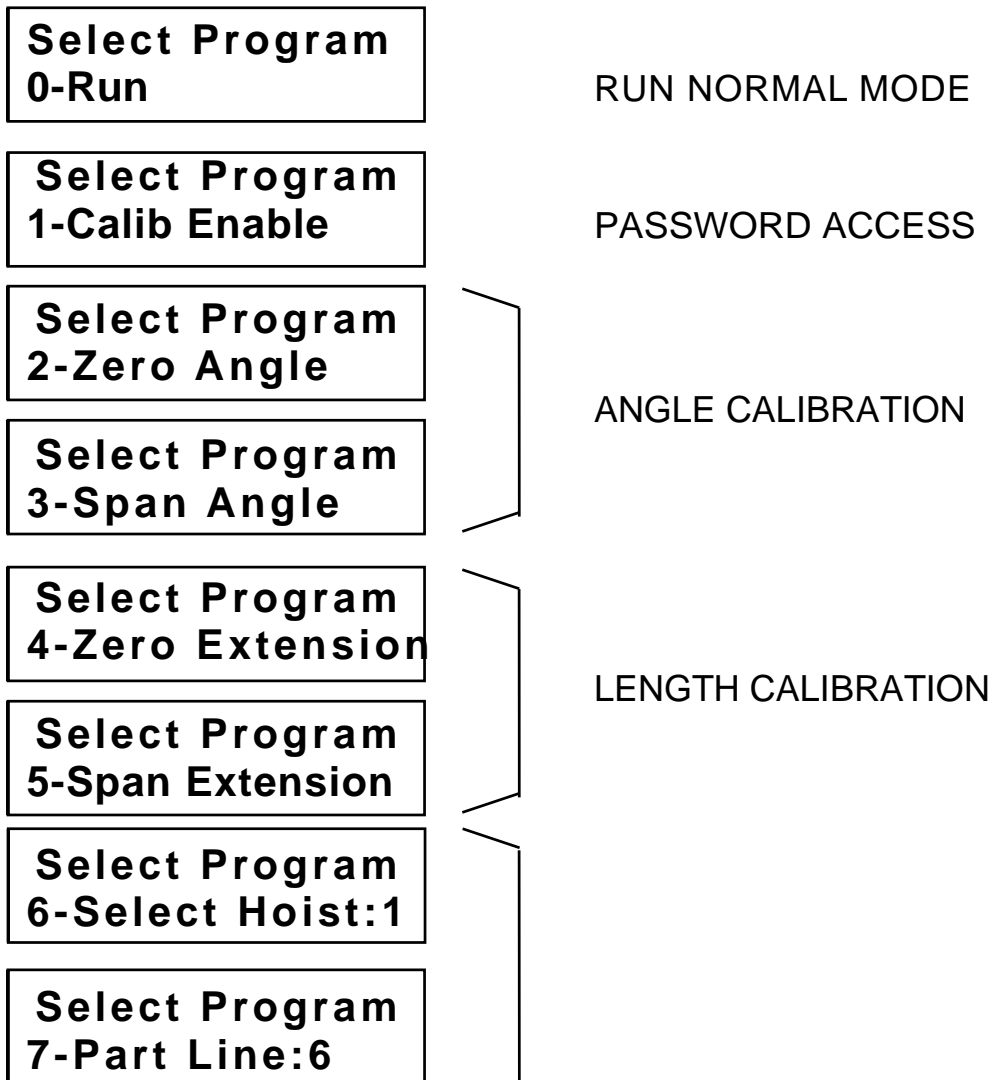 Select Program
0-Run
RUN NORMAL MODE
Select Program
1-Calib Enable
PASSWORD ACCESS
Select Program
2-Zero Angle
Select Program
3-Span Angle
ANGLE CALIBRATION
Select Program
4-Zero Extension
Select Program
5-Span Extension
LENGTH CALIBRATION
Select Program
6-Select Hoist:1
Select Program
7-Part Line:6